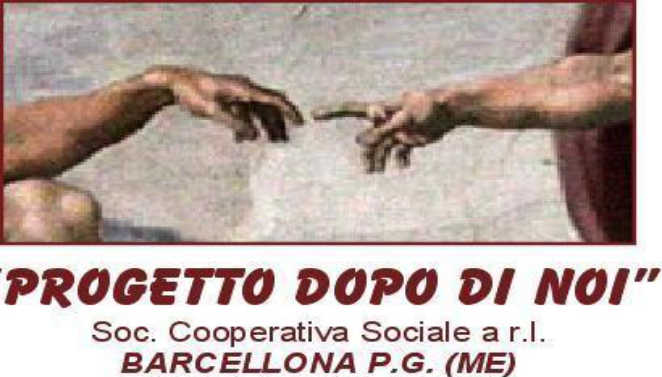 "PROGETTO DOPO DI NOI"
Soc. Cooperativa Sociale a r.l.
BARCELLONA P.G. (ME)